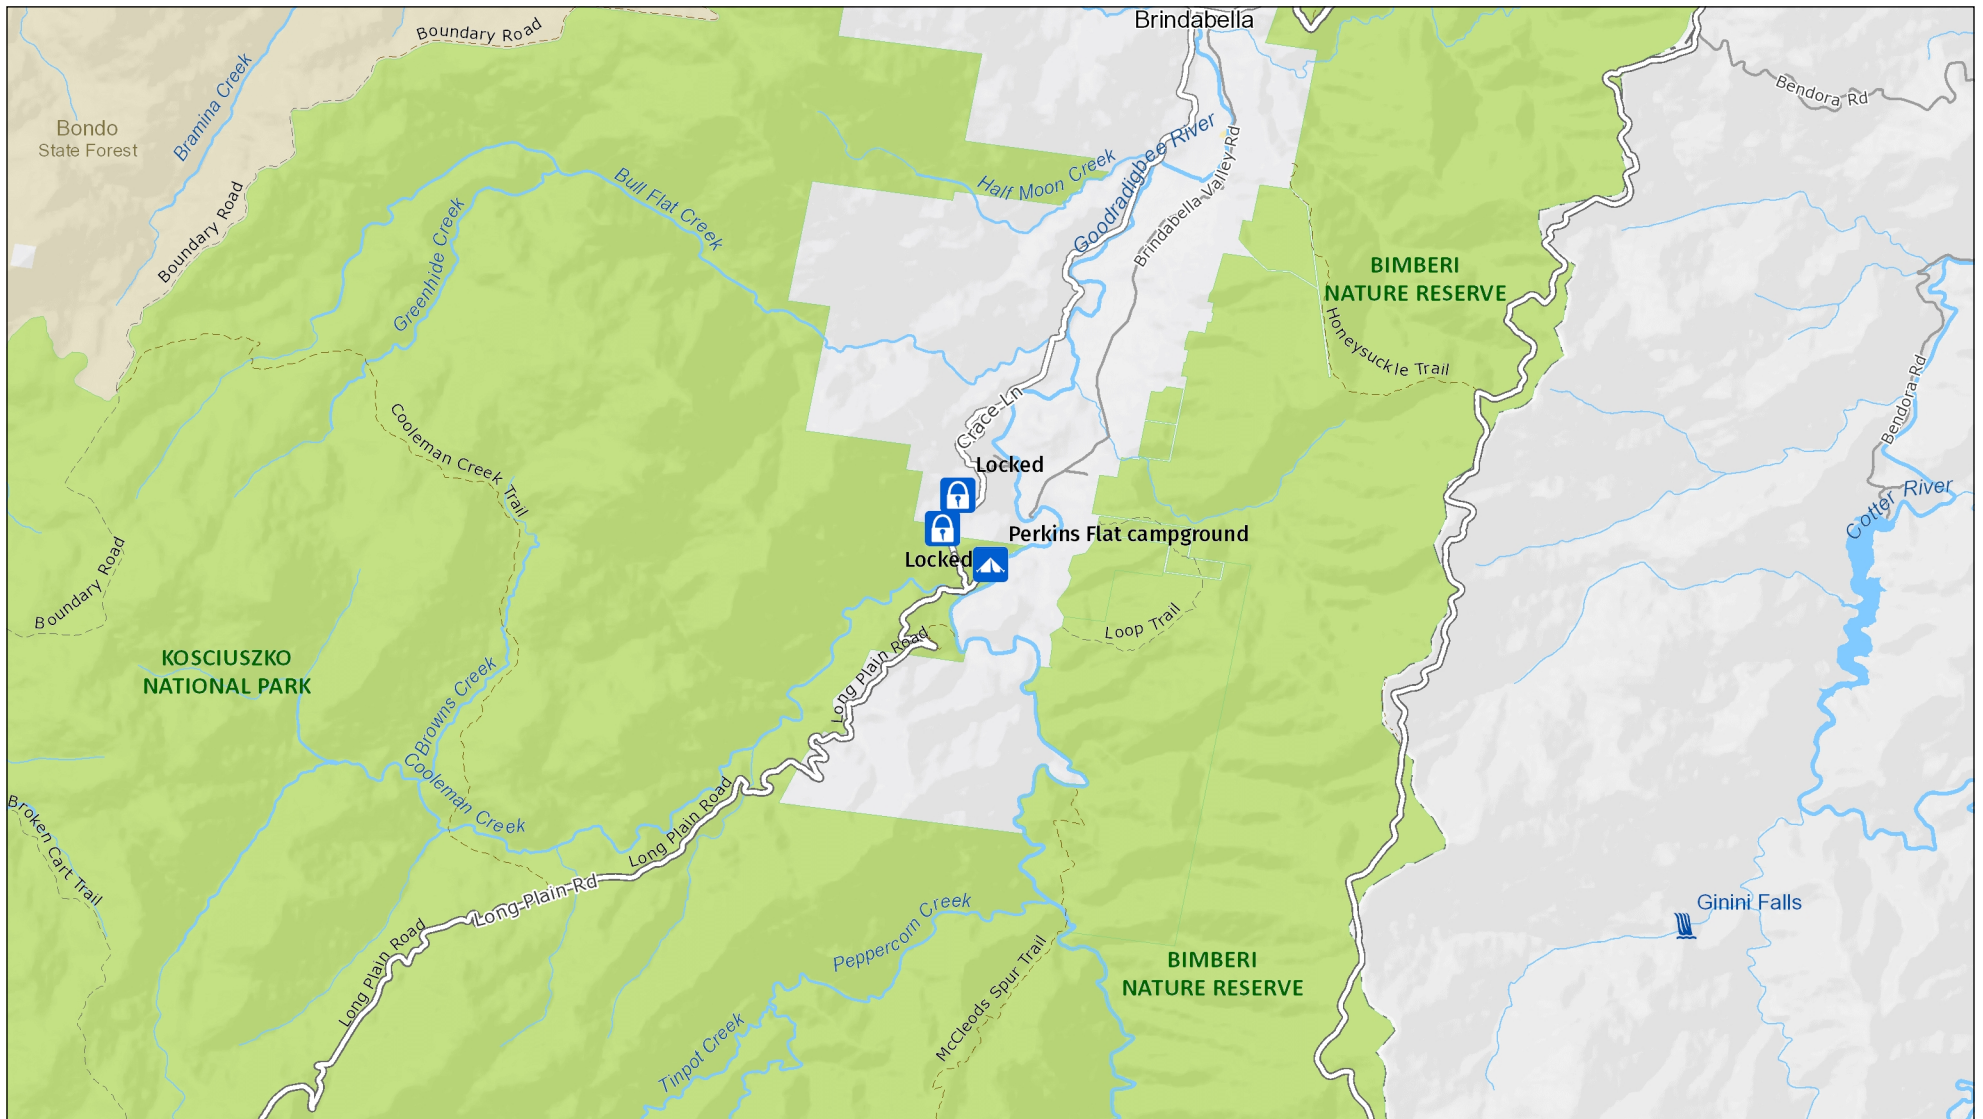 Brindabella
Boundary Road
Bramina Creek
Bendora Rd
Bondo
State Forest
Goodradigbee River
Half Moon Creek
Brindabella Valley Rd
Bull Flat Creek
Boundary Road
Greenhide Creek
BIMBERI
NATURE RESERVE
Honeysuckle Trail
Bendora Rd
Crace Ln
Cooleman Creek Trail
Locked
Cotter River
Perkins Flat campground
Locked
Boundary Road
Loop Trail
KOSCIUSZKO
NATIONAL PARK
Long Plain Road
Browns Creek
Cooleman Creek
Long Plain Road
Broken Cart Trail
Long Plain Rd
Peppercorn Creek
Ginini Falls
Long Plain Road
McCleods Spur Trail
BIMBERI
NATURE RESERVE
Tinpot Creek